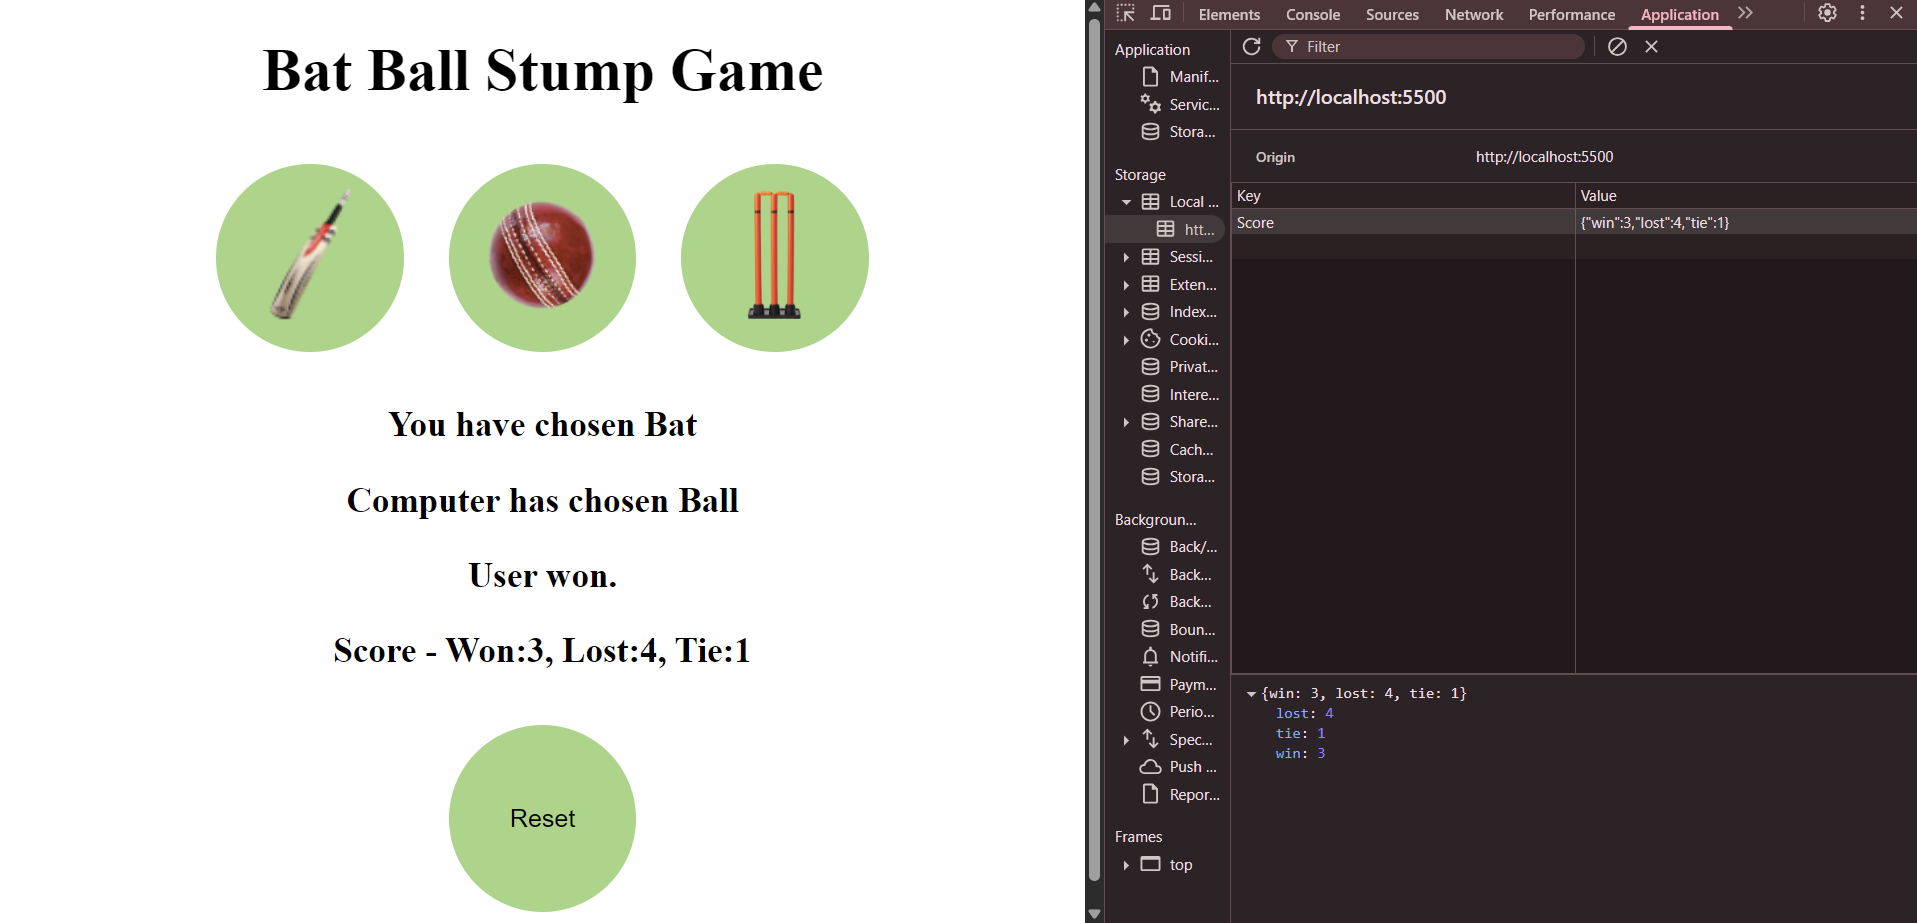 Bat Ball Stump Game
You have chosen Bat
Computer has chosen Ball
User won.
Score - Won:3, Lost:4, Tie:1
Reset
Elements Console Sources Network Performance Application
Filter
Application
Manif...
Servic...
Stora...
Storage
Local ...
htt...
Sessi...
Exten...
Index...
Cooki...
Privat...
Intere...
Share...
Cach...
Stora...
Backgroun...
Back/...
Back...
Back...
Boun...
Notifi...
Paym...
Perio...
Spec...
Push ...
Repor...
Frames
top
http://localhost:5500
Origin http://localhost:5500
Key Value
Score {"win":3,"lost":4,"tie":1}
{win: 3, lost: 4, tie: 1}
lost: 4
tie: 1
win: 3